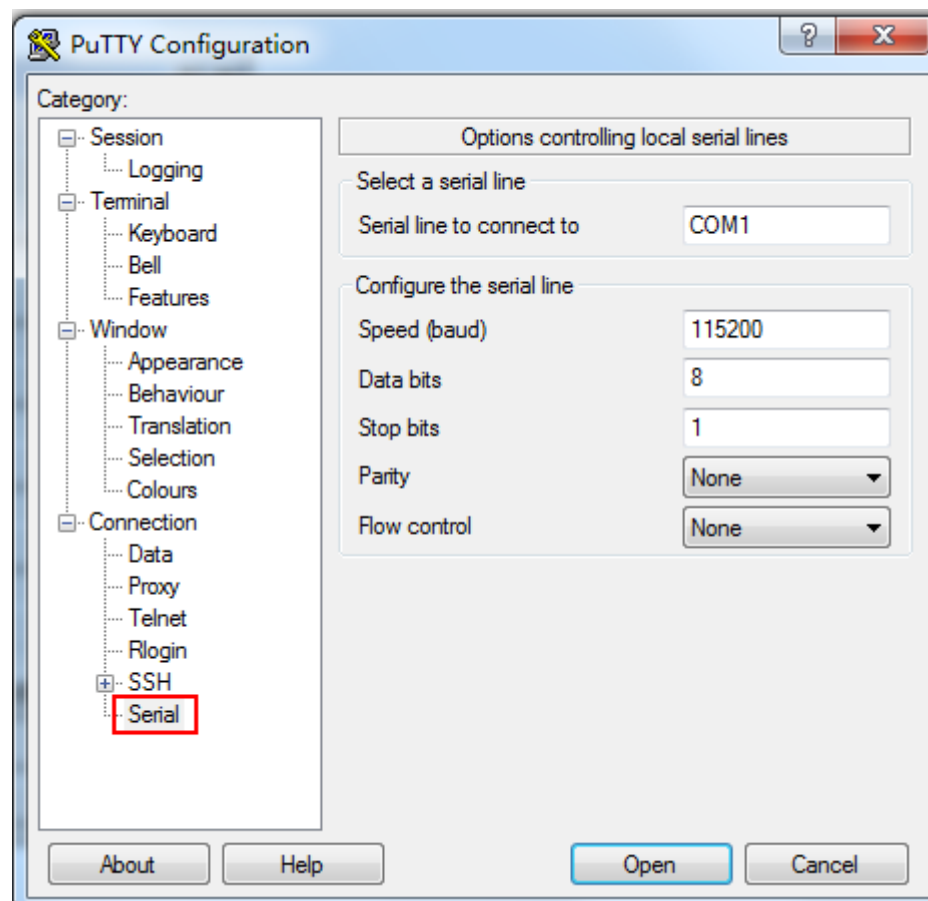 PuTTY Configuration
Category:
Session
Logging
Terminal
Keyboard
Bell
Features
Window
Appearance
Behaviour
Translation
Selection
Colours
Connection
Data
Proxy
Telnet
Rlogin
SSH
Serial
Options controlling local serial lines
Select a serial line
Serial line to connect to COM1
Configure the serial line
Speed (baud) 115200
Data bits 8
Stop bits 1
Parity None
Flow control None
About Help Open Cancel